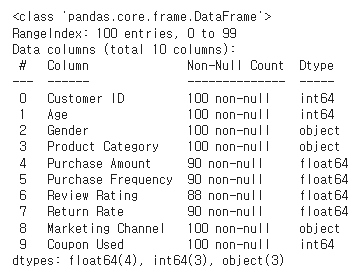 <class 'pandas.core.frame.DataFrame'>
RangeIndex: 100 entries, 0 to 99
Data columns (total 10 columns):
 #   Column              Non-Null Count  Dtype
---  ------              --------------  -----
 0   Customer ID         100 non-null    int64
 1   Age                 100 non-null    int64
 2   Gender              100 non-null    object
 3   Product Category    100 non-null    object
 4   Purchase Amount     90 non-null     float64
 5   Purchase Frequency  90 non-null     float64
 6   Review Rating       88 non-null     float64
 7   Return Rate         90 non-null     float64
 8   Marketing Channel   100 non-null    object
 9   Coupon Used         100 non-null    int64
dtypes: float64(4), int64(3), object(3)